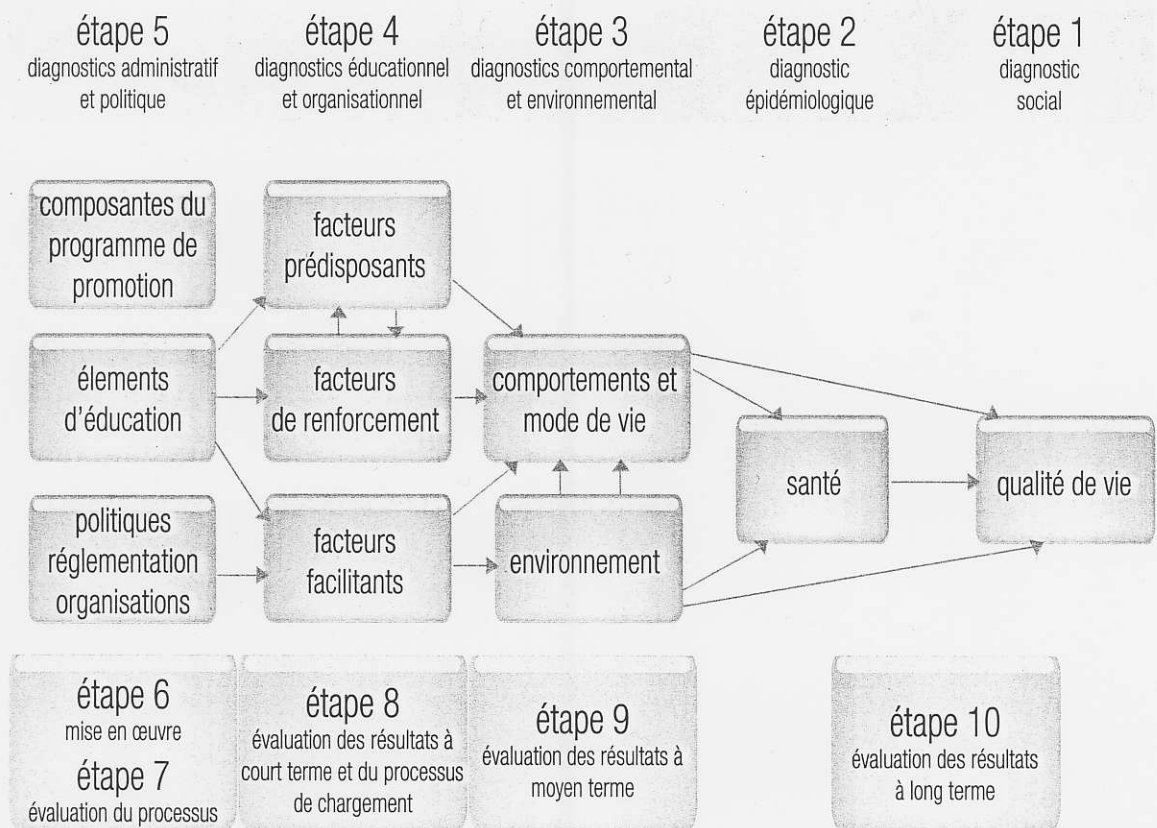 étape 5
diagnostics administratif
et politique
étape 4
diagnostics éducationnel
et organisationnel
étape 3
diagnostics comportemental
et environnemental
étape 2
diagnostic
épidémiologique
étape 1
diagnostic
social
composantes du
programme de
promotion
facteurs
prédisposants
élements
d'éducation
facteurs
de renforcement
comportements et
mode de vie
santé
qualité de vie
politiques
réglementation
organisations
facteurs
facilitants
environnement
étape 6
mise en œuvre
étape 7
évaluation du processus
étape 8
évaluation des résultats à
court terme et du processus
de chargement
étape 9
évaluation des résultats à
moyen terme
étape 10
évaluation des résultats
à long terme